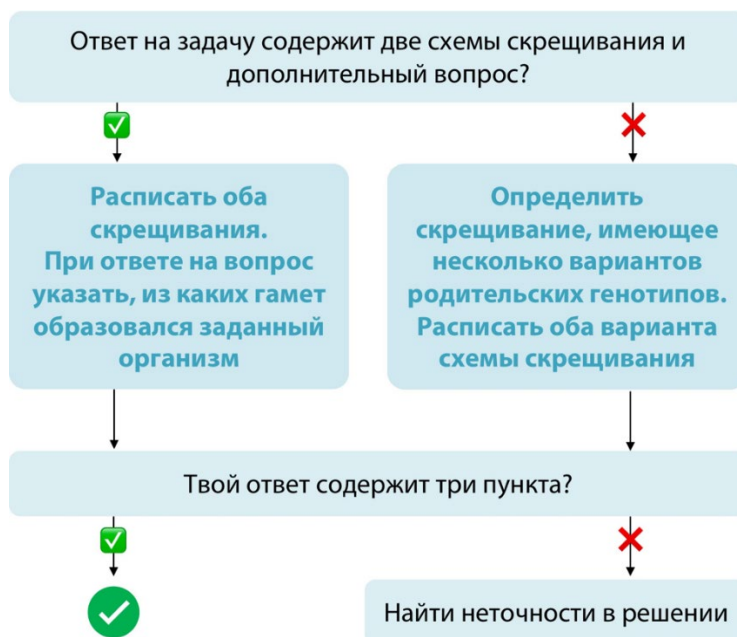 Ответ на задачу содержит две схемы скрещивания и
дополнительный вопрос?
Расписать оба
скрещивания.
При ответе на вопрос
указать, из каких гамет
образовался заданный
организм
Определить
скрещивание, имеющее
несколько вариантов
родительских генотипов.
Расписать оба варианта
схемы скрещивания
Твой ответ содержит три пункта?
Найти неточности в решении